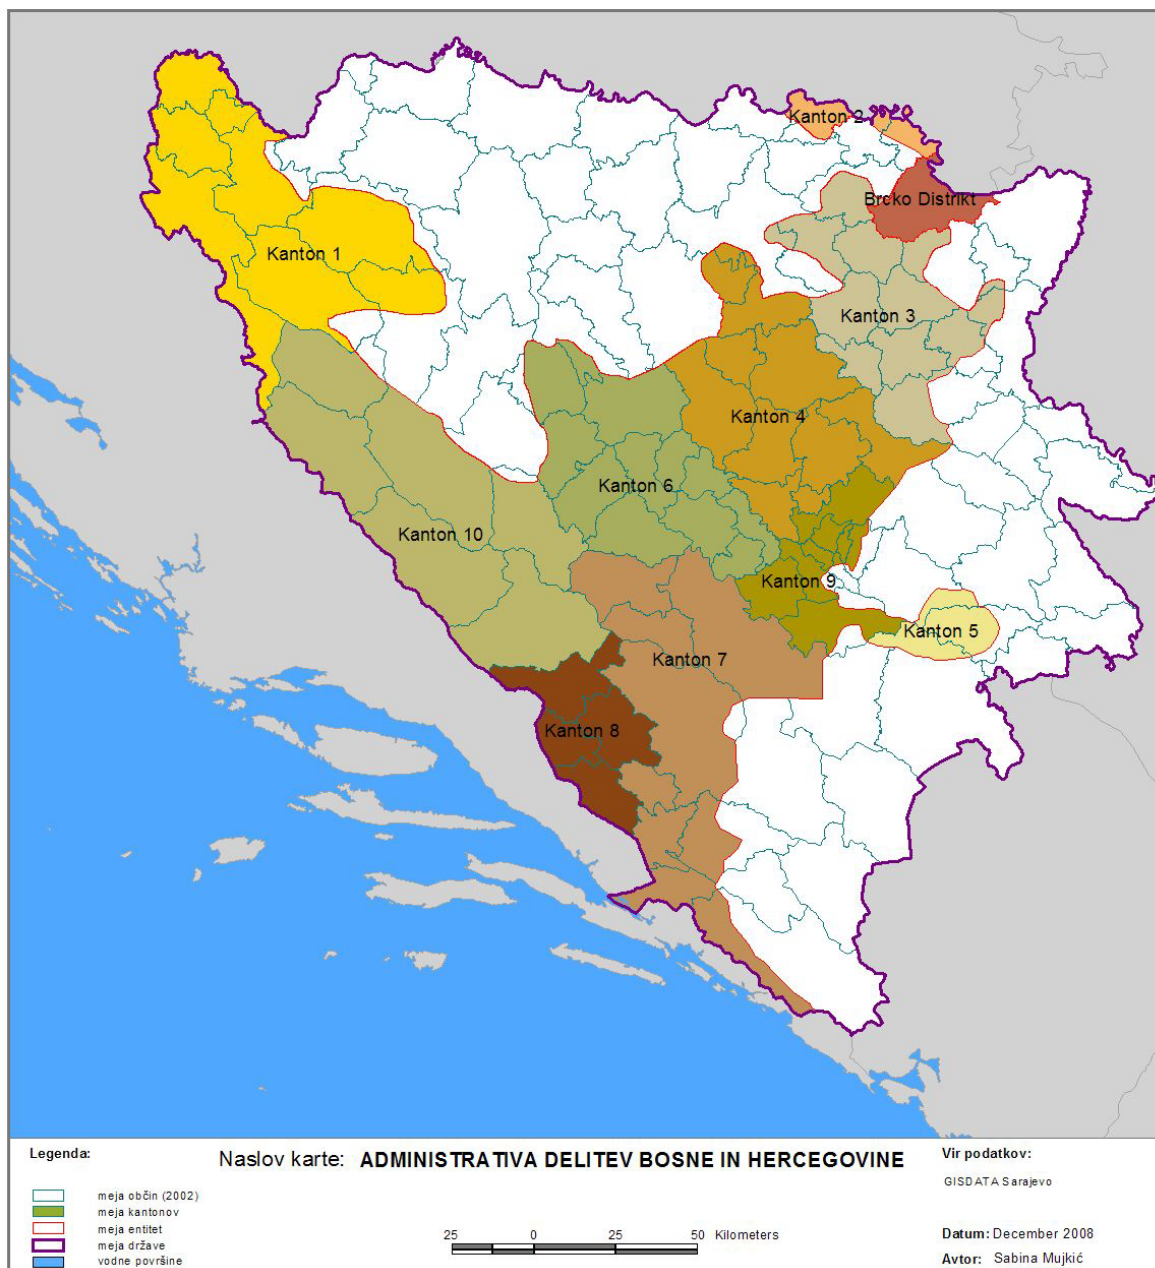 Kanton 2
Brcko Distrikt
Kanton 1
Kanton 3
Kanton 4
Kanton 6
Kanton 10
Kanton 9
Kanton 5
Kanton 7
Kanton 8
Legenda:
meja občin (2002)
meja kantonov
meja entitet
meja države
vodne površine
Naslov karte: ADMINISTRATIVA DELITEV BOSNE IN HERCEGOVINE
25 0 25 50 Kilometers
Vir podatkov:
GISDATA Sarajevo
Datum: December 2008
Avtor: Sabina Mujkić